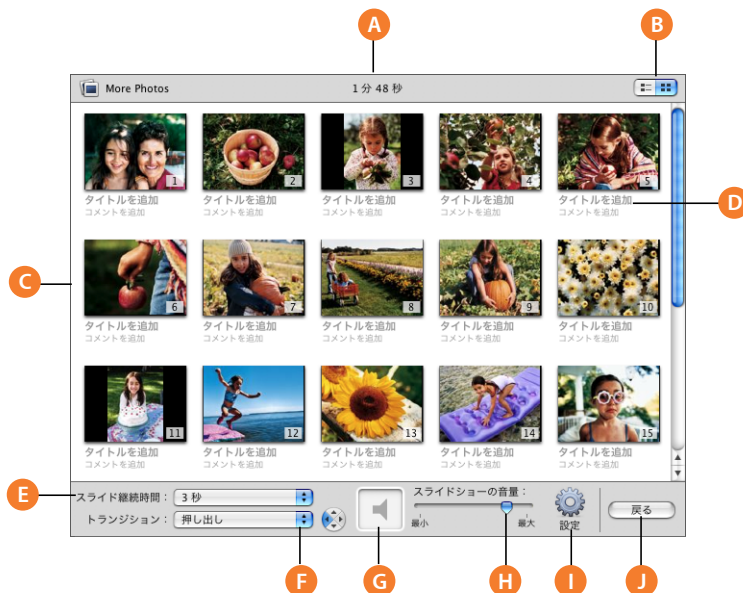 A
B
More Photos
1 分 48 秒
1
2
3
4
5
タイトルを追加
コメントを追加
タイトルを追加
コメントを追加
タイトルを追加
コメントを追加
タイトルを追加
コメントを追加
タイトルを追加
コメントを追加
D
C
6
7
8
9
10
タイトルを追加
コメントを追加
タイトルを追加
コメントを追加
タイトルを追加
コメントを追加
タイトルを追加
コメントを追加
タイトルを追加
コメントを追加
11
12
13
14
15
タイトルを追加
コメントを追加
タイトルを追加
コメントを追加
タイトルを追加
コメントを追加
タイトルを追加
コメントを追加
タイトルを追加
コメントを追加
E
スライド継続時間：
3 秒
トランジション：
押し出し
スライドショーの音量：
最小
最大
設定
戻る
F
G
H
I
J